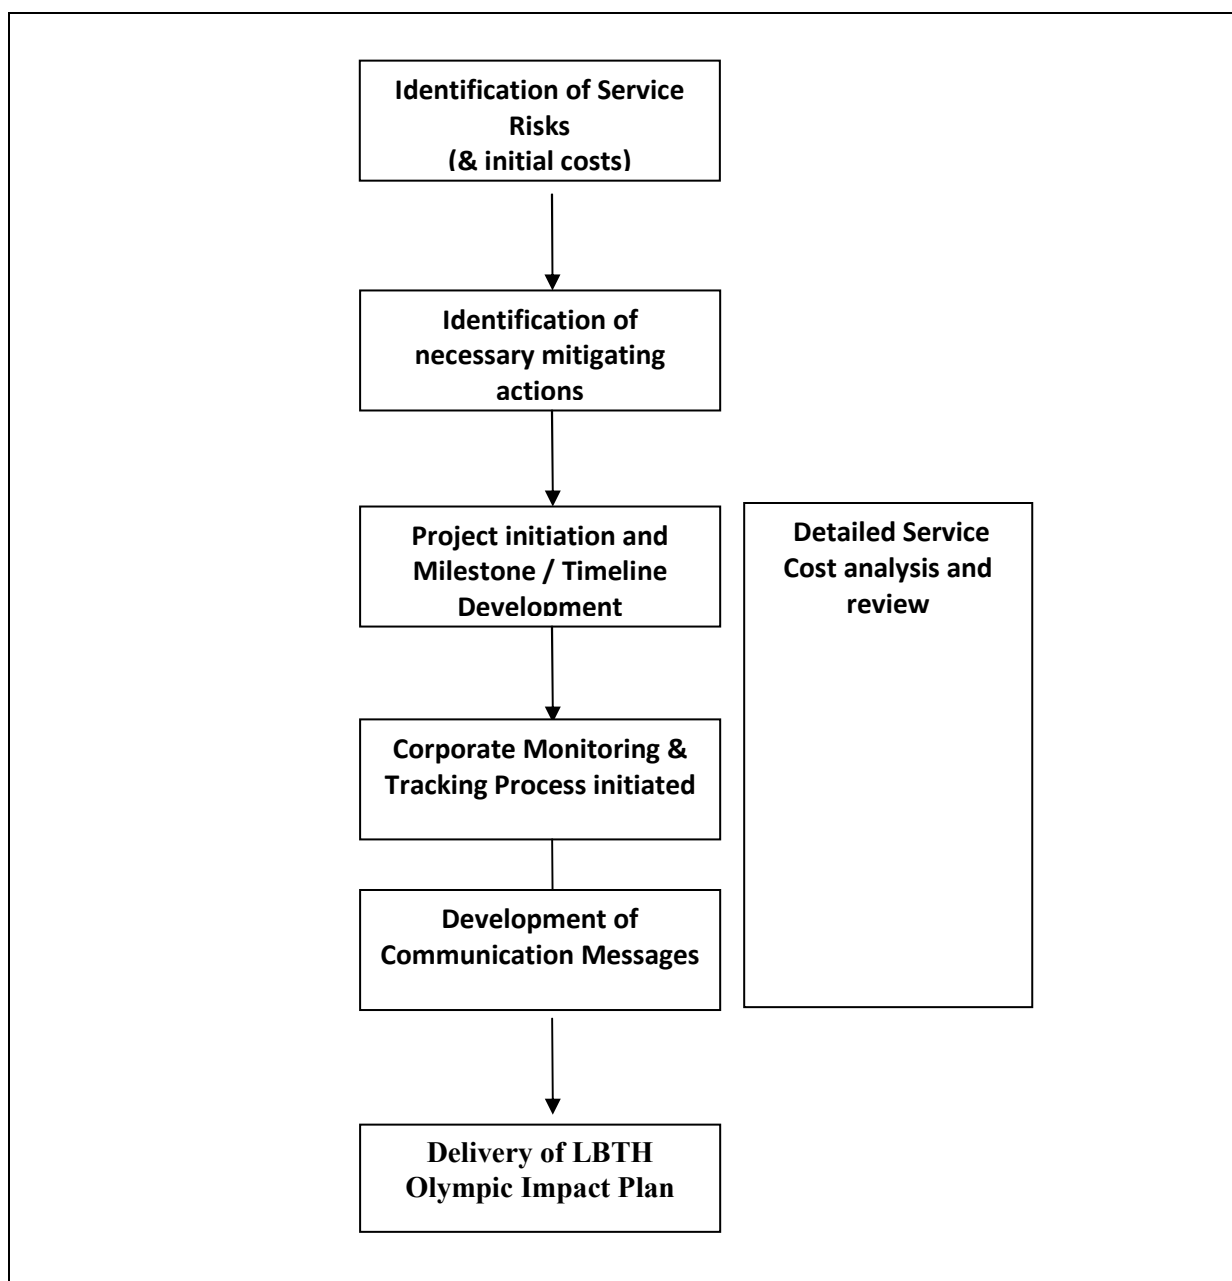 Identification of Service
Risks
(& initial costs)
Identification of
necessary mitigating
actions
Project initiation and
Milestone / Timeline
Development
Detailed Service
Cost analysis and
review
Corporate Monitoring &
Tracking Process initiated
Development of
Communication Messages
Delivery of LBTH
Olympic Impact Plan